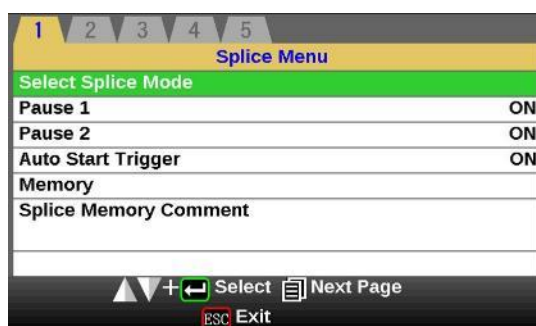 1 2 3 4 5
Splice Menu
Select Splice Mode
Pause 1 ON
Pause 2 ON
Auto Start Trigger ON
Memory
Splice Memory Comment
+ Select Next Page
ESC Exit